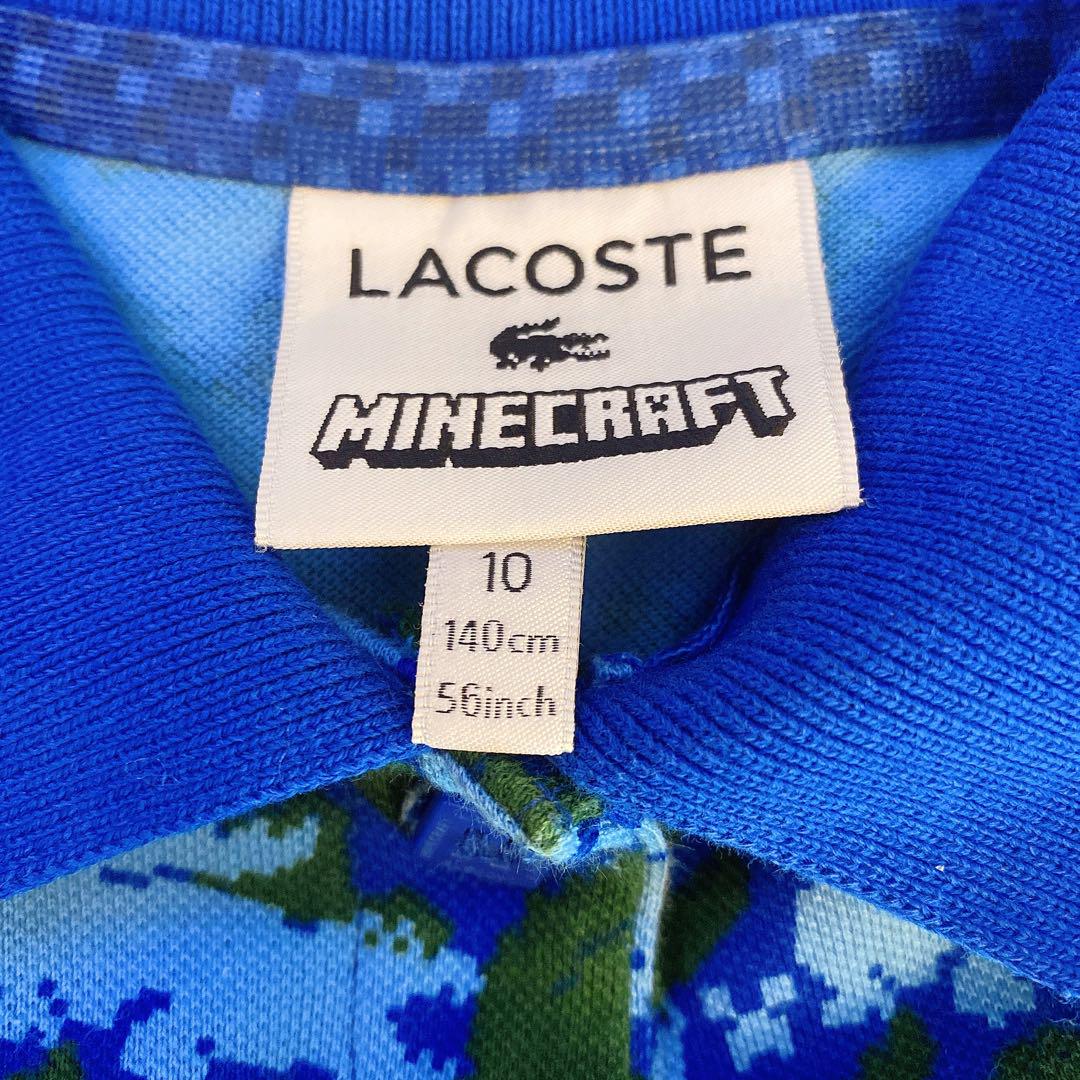 LACOSTE
MINECRAFT
10
140cm
56inch